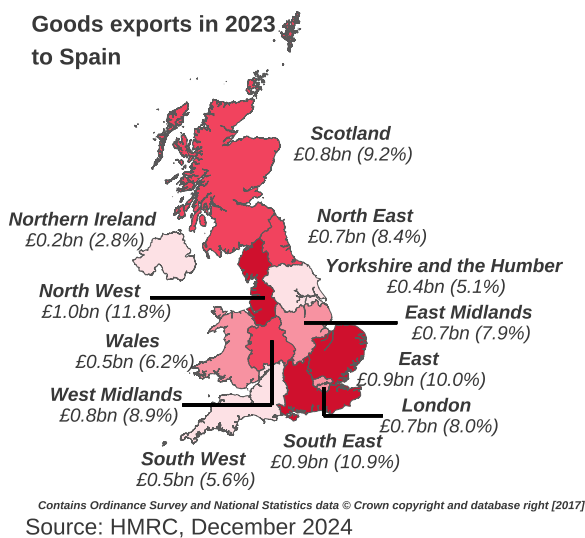 Goods exports in 2023
to Spain
Scotland
£0.8bn (9.2%)
Northern Ireland
£0.2bn (2.8%)
North East
£0.7bn (8.4%)
Yorkshire and the Humber
£0.4bn (5.1%)
North West
£1.0bn (11.8%)
East Midlands
£0.7bn (7.9%)
Wales
£0.5bn (6.2%)
East
£0.9bn (10.0%)
West Midlands
£0.8bn (8.9%)
London
£0.7bn (8.0%)
South East
£0.9bn (10.9%)
South West
£0.5bn (5.6%)
Contains Ordinance Survey and National Statistics data © Crown copyright and database right [2017]
Source: HMRC, December 2024